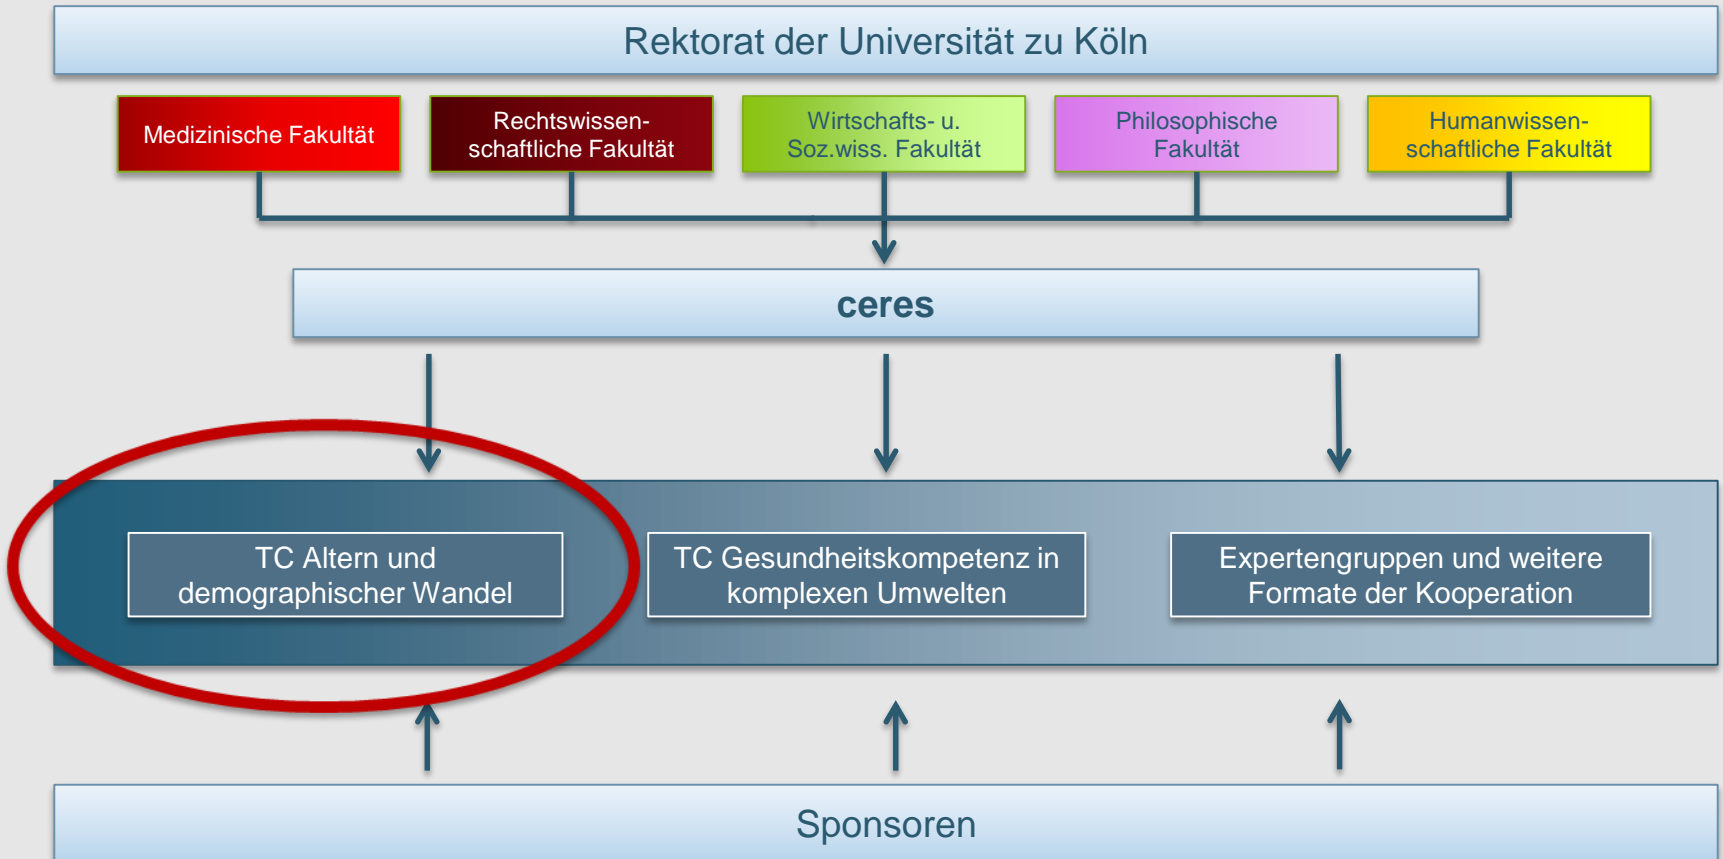 Rektorat der Universität zu Köln
Medizinische Fakultät
Rechtswissen-
schaftliche Fakultät
Wirtschafts- u.
Soz.wiss. Fakultät
Philosophische
Fakultät
Humanwissen-
schaftliche Fakultät
ceres
TC Altern und
demographischer Wandel
TC Gesundheitskompetenz in
komplexen Umwelten
Expertengruppen und weitere
Formate der Kooperation
Sponsoren